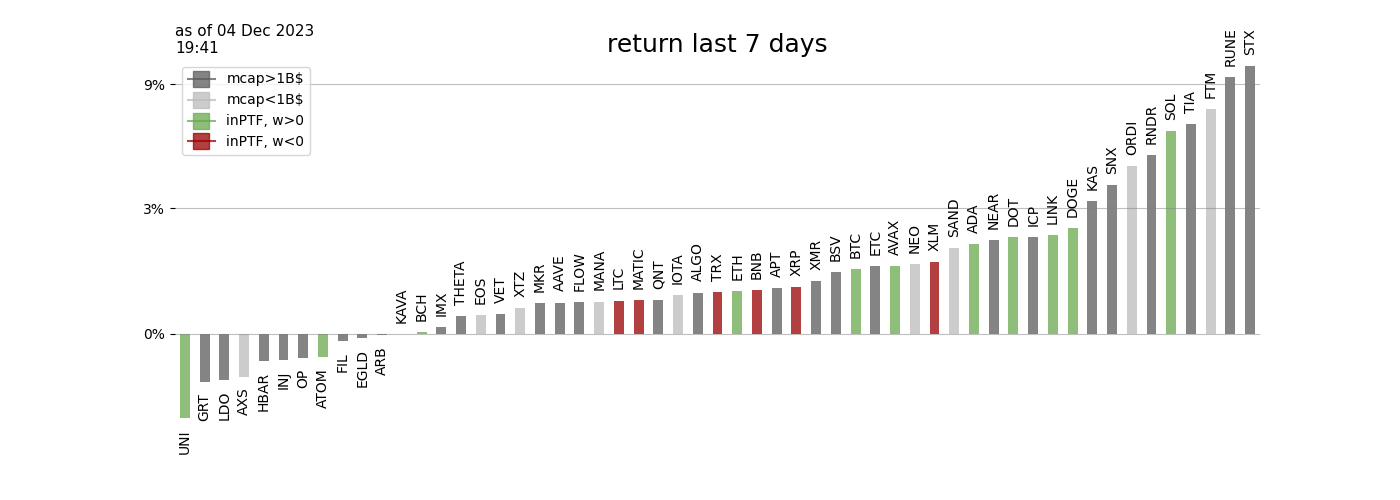 as of 04 Dec 2023
19:41
return last 7 days
mcap>1B$
mcap<1B$
inPTF, w>0
inPTF, w<0
9%
3%
0%
UNI
GRT
LDO
AXS
HBAR
INJ
OP
ATOM
FIL
EGLD
ARB
KAVA
BCH
IMX
THETA
EOS
VET
XTZ
MKR
AAVE
FLOW
MANA
LTC
MATIC
QNT
IOTA
ALGO
TRX
ETH
BNB
APT
XRP
XMR
BSV
BTC
ETC
AVAX
NEO
XLM
SAND
ADA
NEAR
DOT
ICP
LINK
DOGE
KAS
SNX
ORDI
RNDR
SOL
TIA
FTM
RUNE
STX